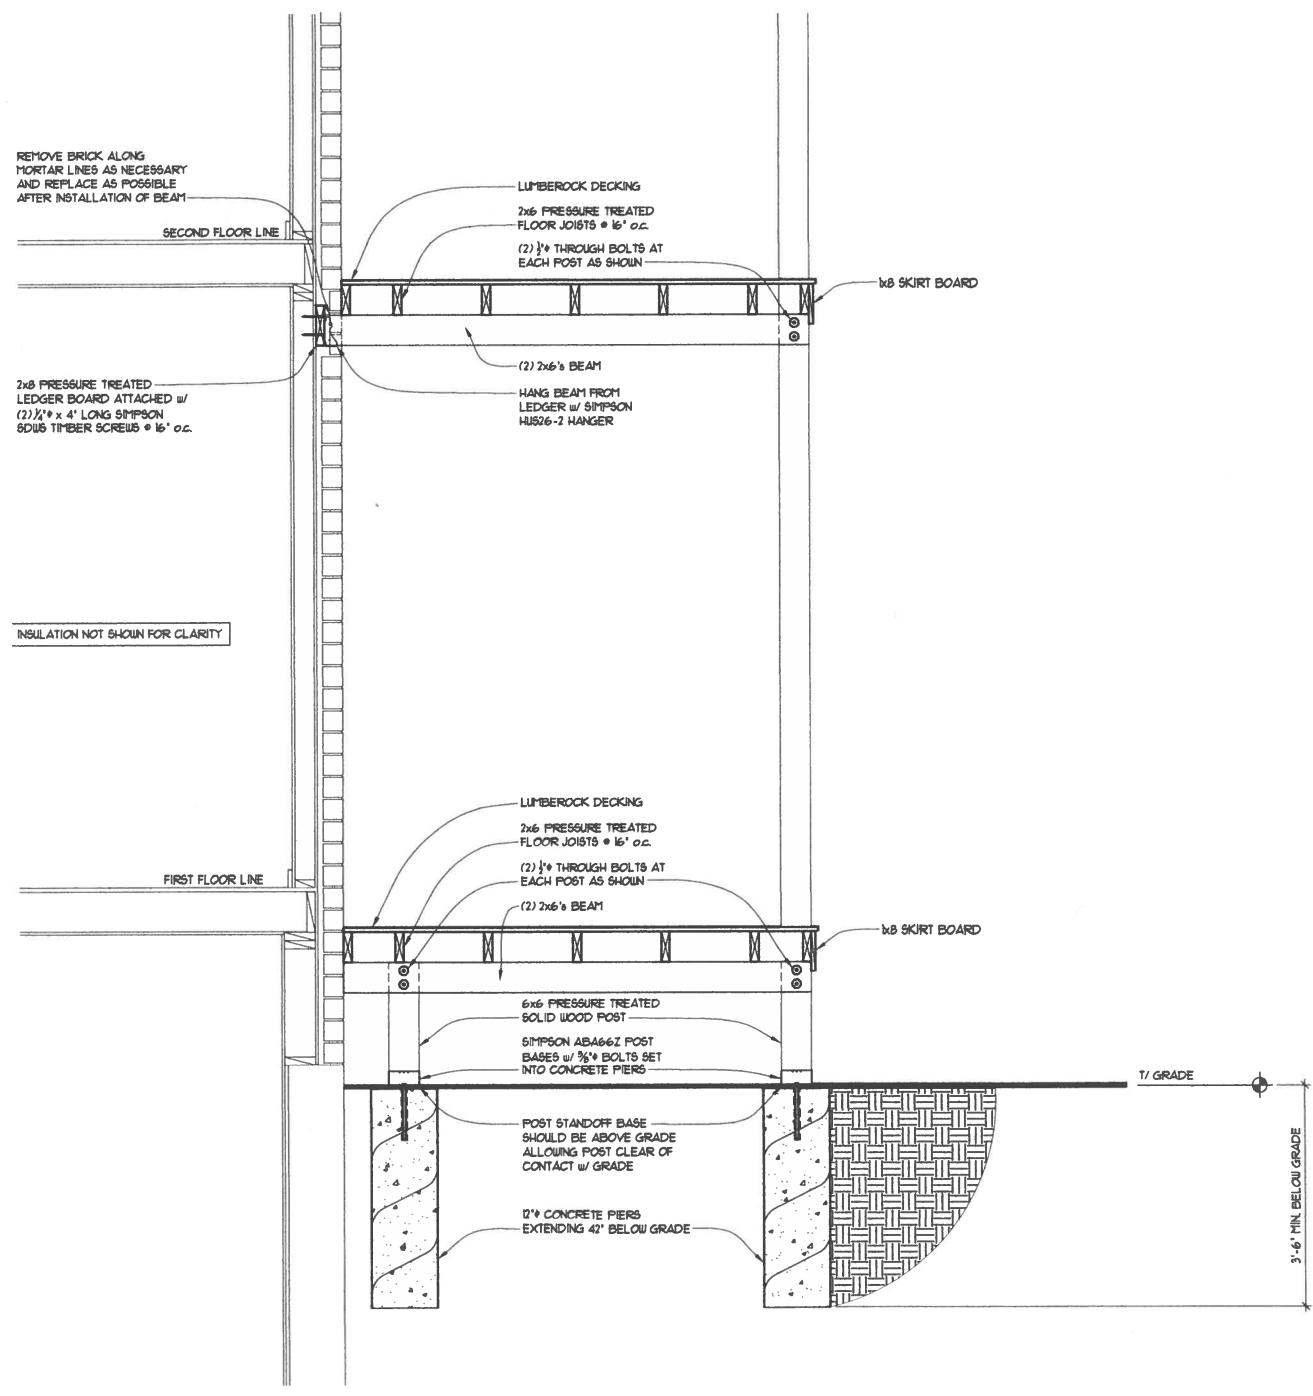 REMOVE BRICK ALONG
MORTAR LINES AS NECESSARY
AND REPLACE AS POSSIBLE
AFTER INSTALLATION OF BEAM
SECOND FLOOR LINE
LUMBEROCK DECKING
2x6 PRESSURE TREATED
FLOOR JOISTS @ 16" o.c.
(2) ½"ϕ THROUGH BOLTS AT
EACH POST AS SHOWN
1x8 SKIRT BOARD
(2) 2x6's BEAM
2x8 PRESSURE TREATED
LEDGER BOARD ATTACHED w/
(2) ¼"ϕ x 4" LONG SIMPSON
SDWS TIMBER SCREWS @ 16" o.c.
HANG BEAM FROM
LEDGER w/ SIMPSON
HUS26-2 HANGER
INSULATION NOT SHOWN FOR CLARITY
LUMBEROCK DECKING
2x6 PRESSURE TREATED
FLOOR JOISTS @ 16" o.c.
(2) ½"ϕ THROUGH BOLTS AT
EACH POST AS SHOWN
FIRST FLOOR LINE
(2) 2x6's BEAM
1x8 SKIRT BOARD
6x6 PRESSURE TREATED
SOLID WOOD POST
SIMPSON ABA66Z POST
BASES w/ ⅝"ϕ BOLTS SET
INTO CONCRETE PIERS
T/ GRADE
POST STANDOFF BASE
SHOULD BE ABOVE GRADE
ALLOWING POST CLEAR OF
CONTACT w/ GRADE
12"ϕ CONCRETE PIERS
EXTENDING 42" BELOW GRADE
3'-6" MIN. BELOW GRADE